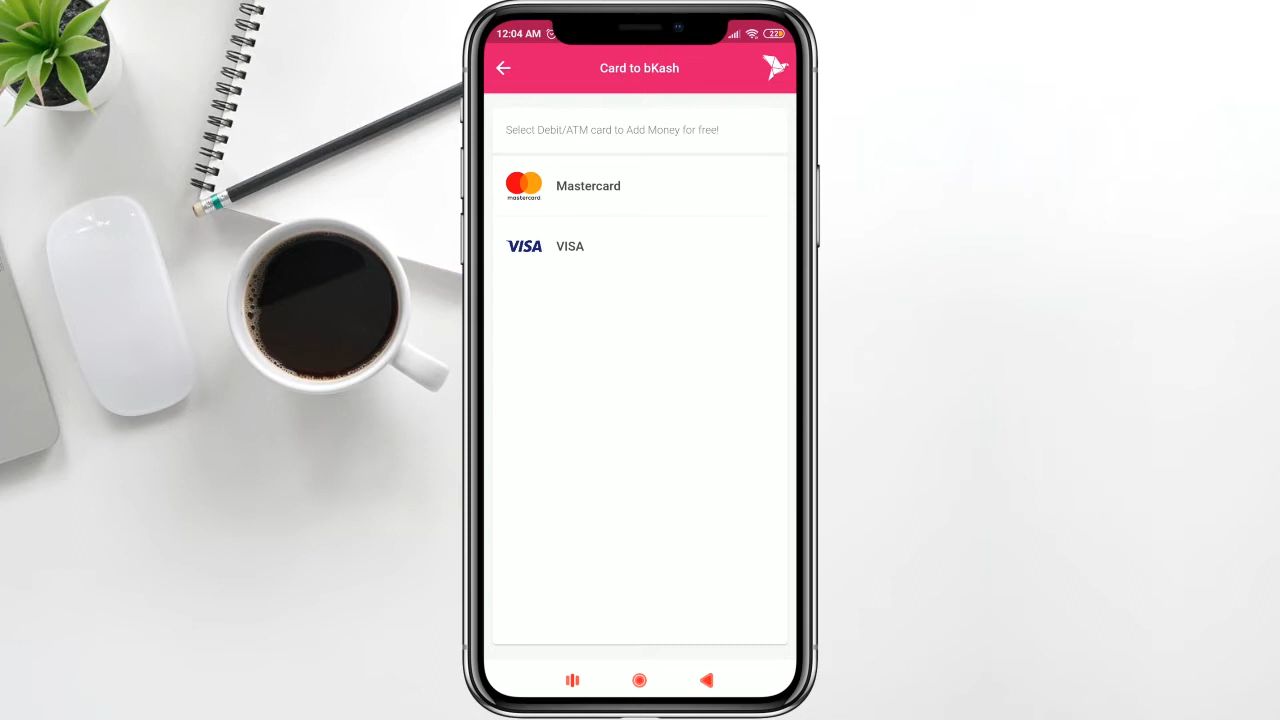 12:04 AM
22
Card to bKash
Select Debit/ATM card to Add Money for free!
mastercard.
Mastercard
VISA
VISA